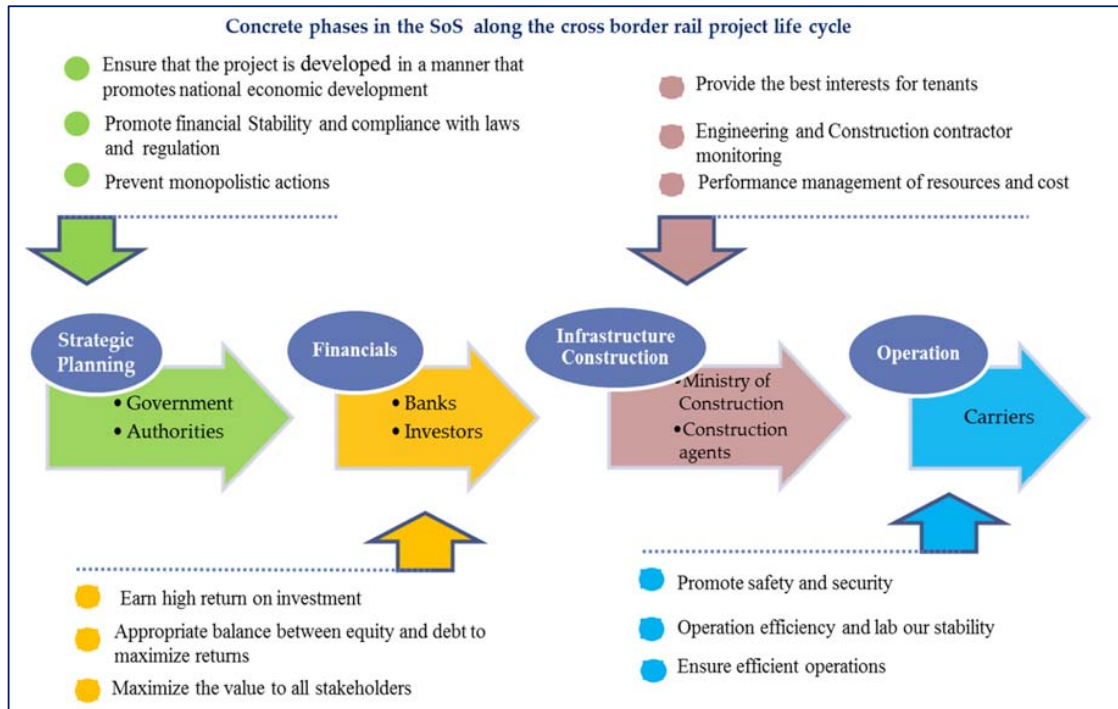 Concrete phases in the SoS along the cross border rail project life cycle
Ensure that the project is developed in a manner that
promotes national economic development
Promote financial Stability and compliance with laws
and regulation
Prevent monopolistic actions
Provide the best interests for tenants
Engineering and Construction contractor
monitoring
Performance management of resources and cost
Strategic
Planning
• Government
• Authorities
Financials
• Banks
• Investors
Infrastructure
Construction
•Ministry of
Construction
•Construction
agents
Operation
Carriers
Earn high return on investment
Appropriate balance between equity and debt to
maximize returns
Maximize the value to all stakeholders
Promote safety and security
Operation efficiency and lab our stability
Ensure efficient operations